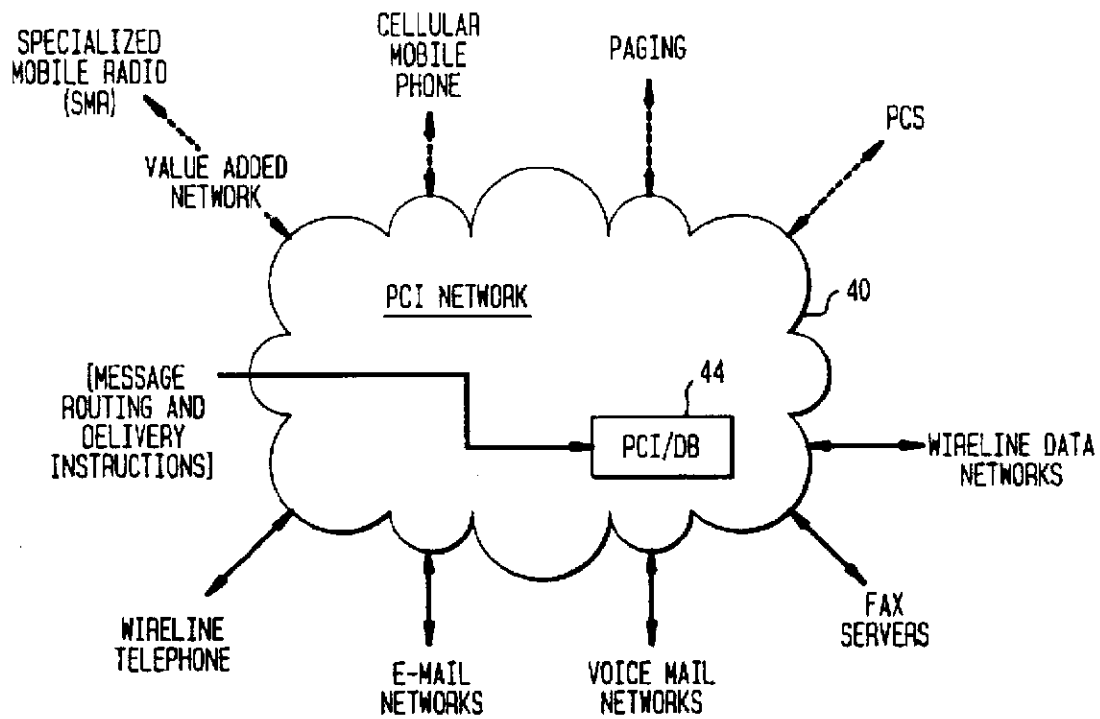 SPECIALIZED
MOBILE RADIO
(SMR)
CELLULAR
MOBILE
PHONE
PAGING
PCS
VALUE ADDED
NETWORK
PCI NETWORK
40
[MESSAGE
ROUTING AND
DELIVERY
INSTRUCTIONS]
44
PCI/DB
WIRELINE DATA
NETWORKS
WIRELINE
TELEPHONE
E-MAIL
NETWORKS
VOICE MAIL
NETWORKS
FAX
SERVERS